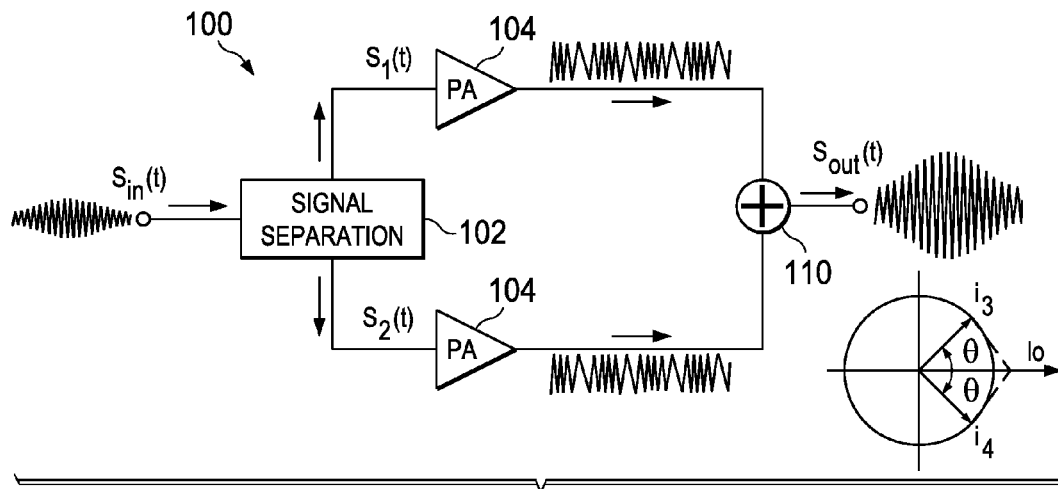 100
104
S1(t)
PA
Sin(t)
SIGNAL
SEPARATION
102
Sout(t)
110
104
S2(t)
PA
i3
θ
θ
Io
i4